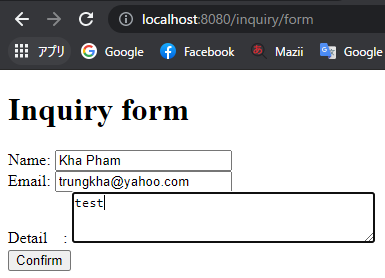 localhost:8080/inquiry/form
アプリ Google Facebook Mazii YouTube Google
Inquiry form
Name: Kha Pham
Email: trungkha@yahoo.com
test
Detail :
Confirm